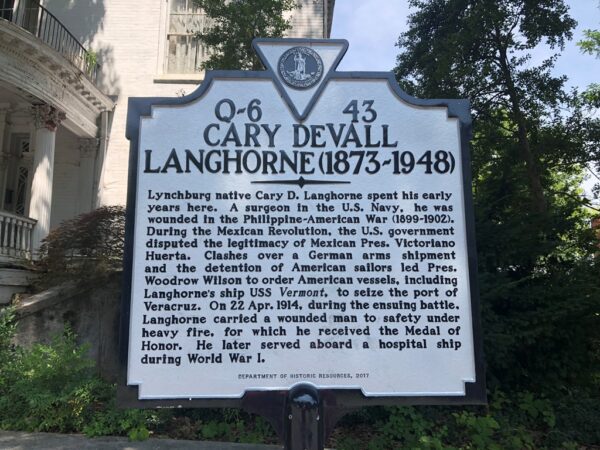 Q-6 43
CARY DEVALL
LANGHORNE (1873-1948)
Lynchburg native Cary D. Langhorne spent his early
years here. A surgeon in the U.S. Navy, he was
wounded in the Philippine-American War (1899-1902).
During the Mexican Revolution, the U.S. government
disputed the legitimacy of Mexican Pres. Victoriano
Huerta. Clashes over a German arms shipment
and the detention of American sailors led Pres.
Woodrow Wilson to order American vessels, including
Langhorne's ship USS Vermont, to seize the port of
Veracruz. On 22 Apr. 1914, during the ensuing battle,
Langhorne carried a wounded man to safety under
heavy fire, for which he received the Medal of
Honor. He later served aboard a hospital ship
during World War I.
DEPARTMENT OF HISTORIC RESOURCES, 2017